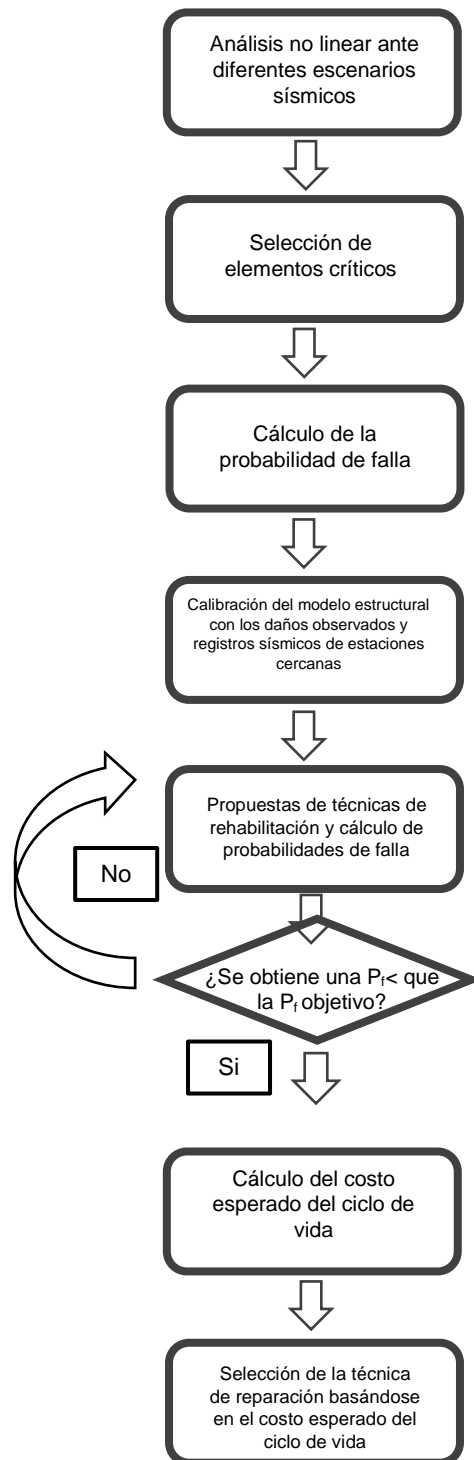 Análisis no linear ante
diferentes escenarios
sísmicos
Selección de
elementos críticos
Cálculo de la
probabilidad de falla
Calibración del modelo estructural
con los daños observados y
registros sísmicos de estaciones
cercanas
Propuestas de técnicas de
rehabilitación y cálculo de
probabilidades de falla
No
¿Se obtiene una Pf< que
la Pf objetivo?
Si
Cálculo del costo
esperado del ciclo de
vida
Selección de la técnica
de reparación basándose
en el costo esperado del
ciclo de vida